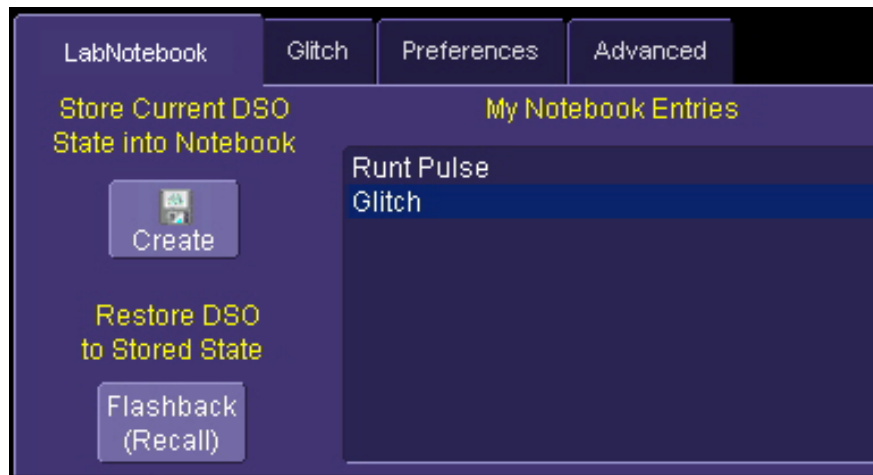 LabNotebook Glitch Preferences Advanced
Store Current DSO
State into Notebook
Create
Restore DSO
to Stored State
Flashback
(Recall)
My Notebook Entries
Runt Pulse
Glitch